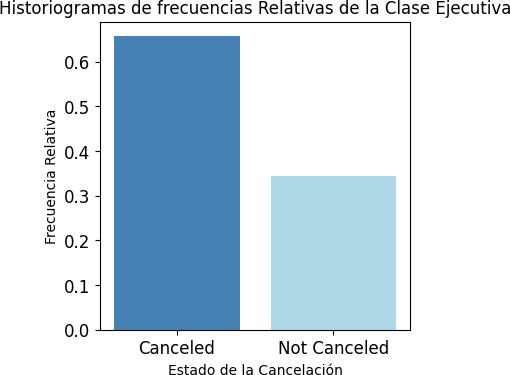 Historiogramas de frecuencias Relativas de la Clase Ejecutiva
Frecuencia Relativa
0.6
0.5
0.4
0.3
0.2
0.1
0.0
Canceled Not Canceled
Estado de la Cancelación